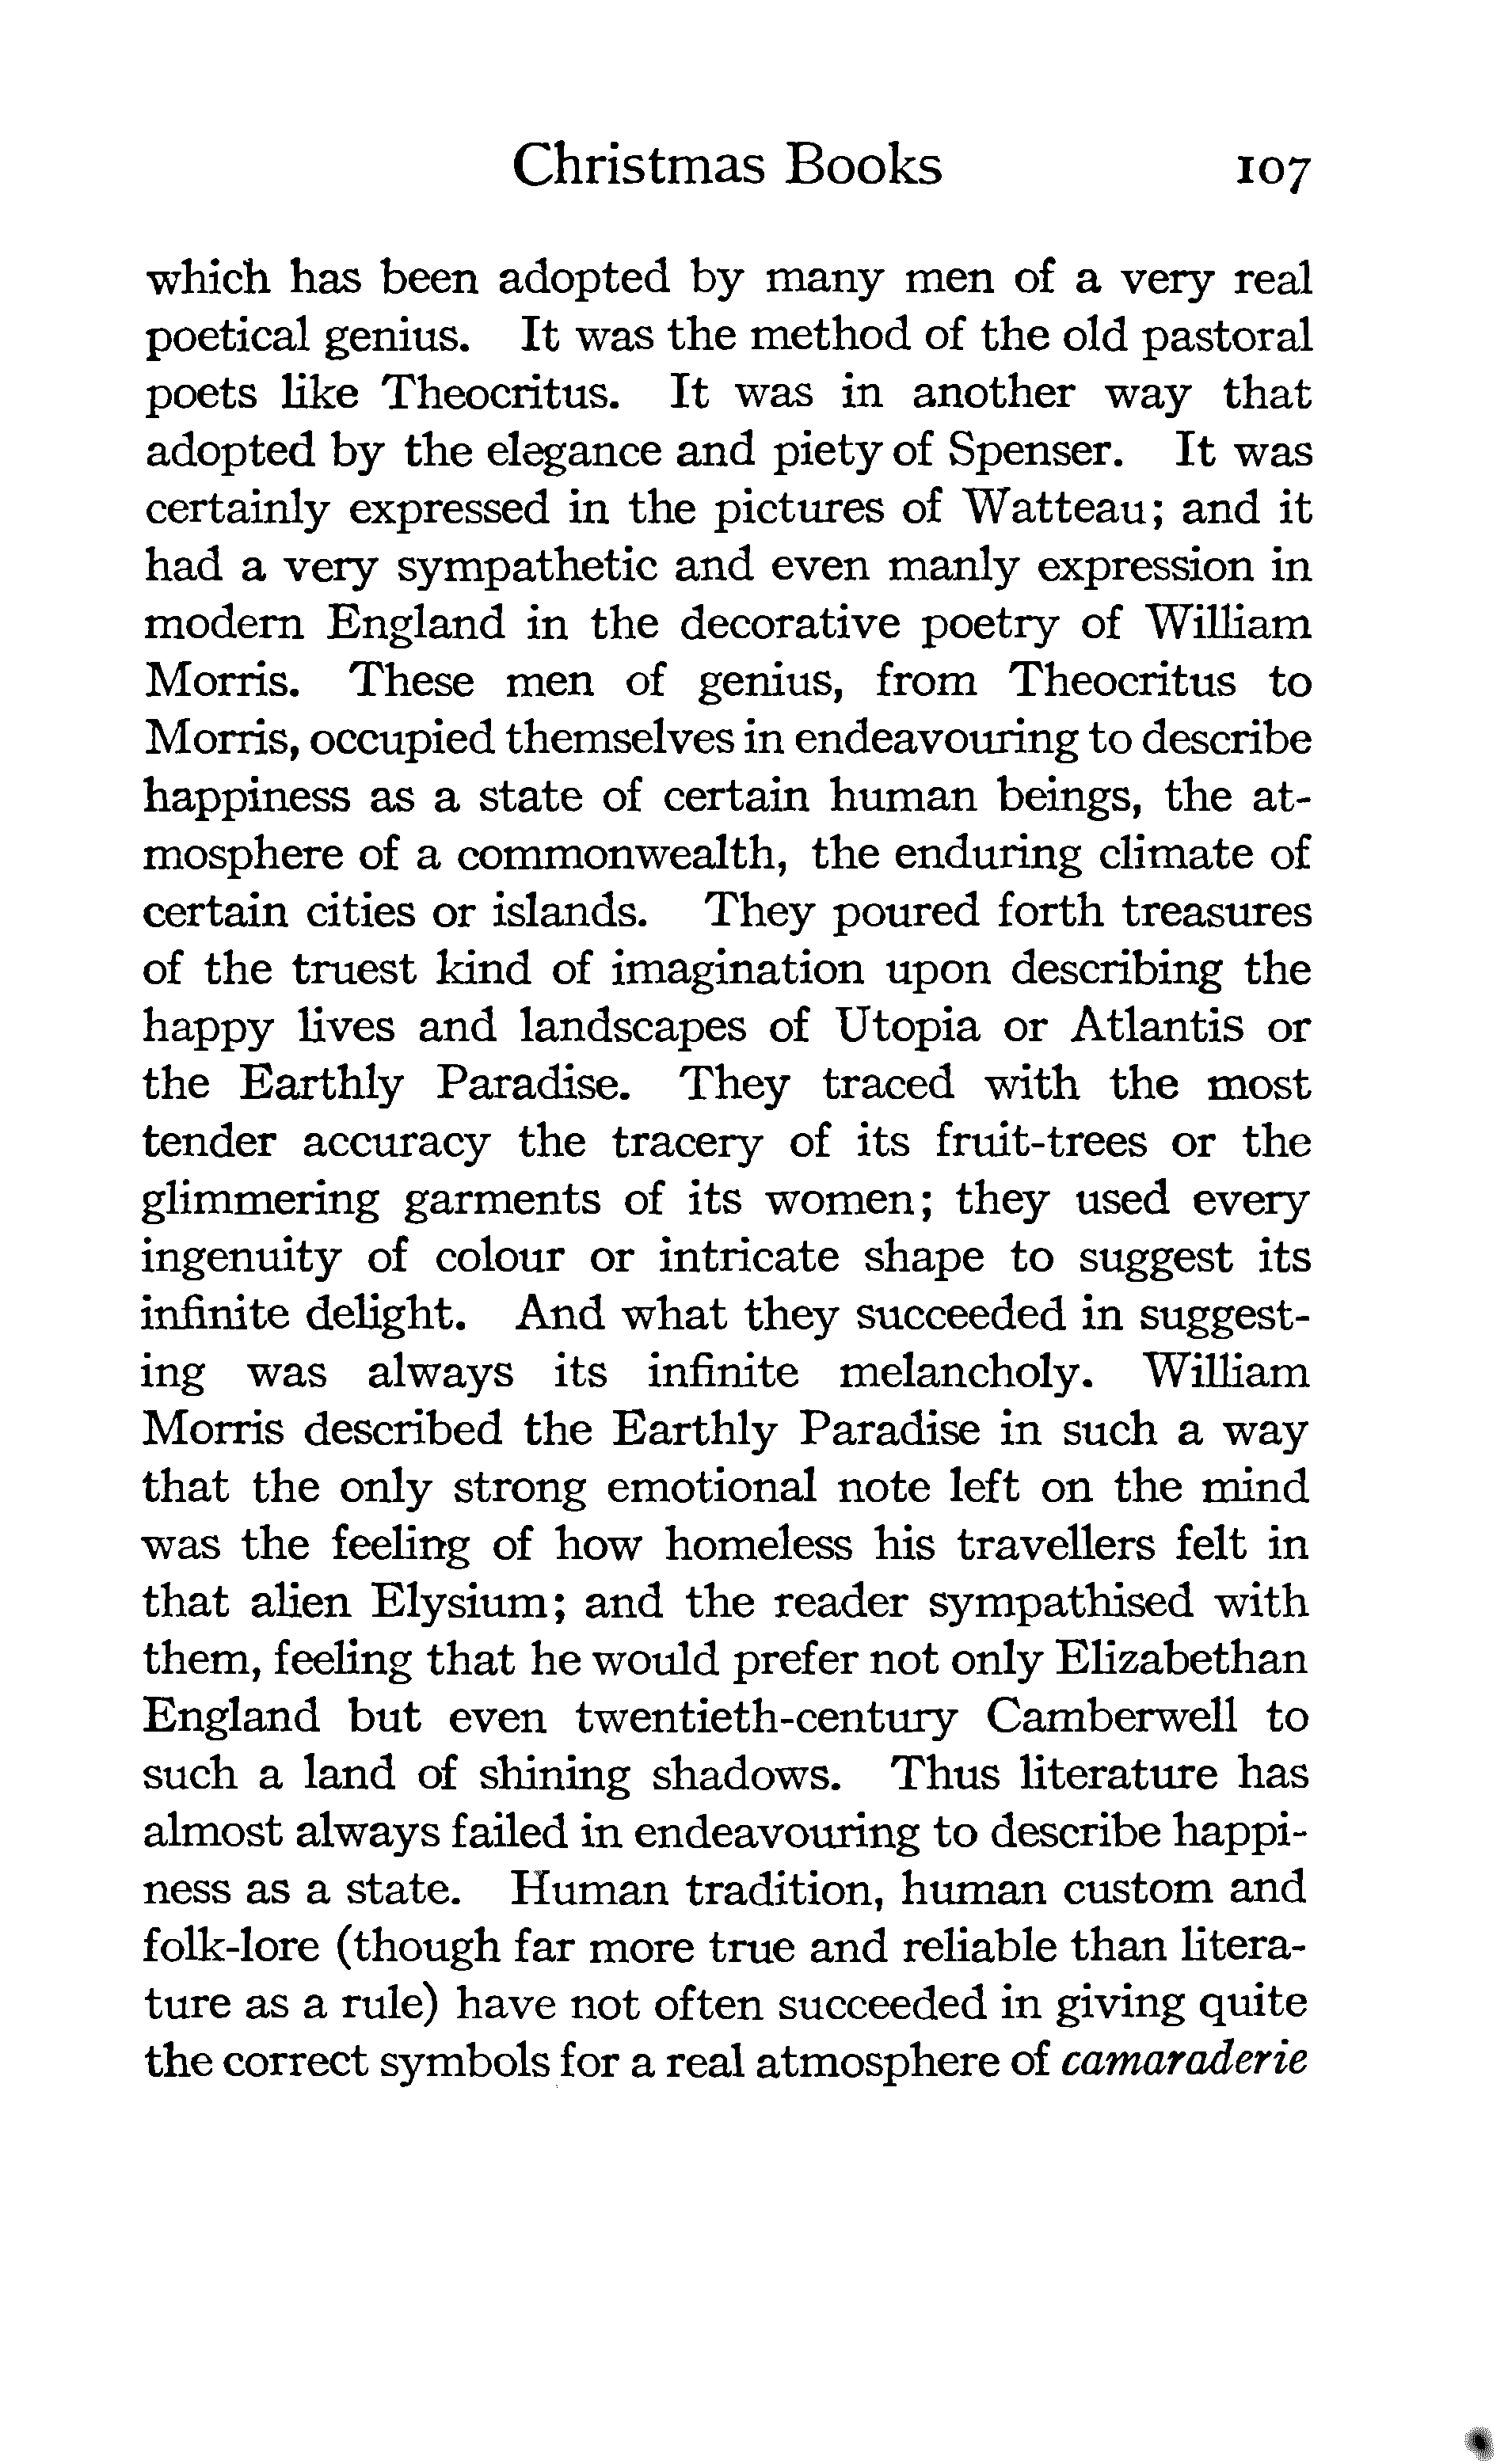 Christmas Books 107
which has been adopted by many men of a very real
poetical genius. It was the method of the old pastoral
poets like Theocritus. It was in another way that
adopted by the elegance and piety of Spenser. It was
certainly expressed in the pictures of Watteau; and it
had a very sympathetic and even manly expression in
modern England in the decorative poetry of William
Morris. These men of genius, from Theocritus to
Morris, occupied themselves in endeavouring to describe
happiness as a state of certain human beings, the at-
mosphere of a commonwealth, the enduring climate of
certain cities or islands. They poured forth treasures
of the truest kind of imagination upon describing the
happy lives and landscapes of Utopia or Atlantis or
the Earthly Paradise. They traced with the most
tender accuracy the tracery of its fruit-trees or the
glimmering garments of its women; they used every
ingenuity of colour or intricate shape to suggest its
infinite delight. And what they succeeded in suggest-
ing was always its infinite melancholy. William
Morris described the Earthly Paradise in such a way
that the only strong emotional note left on the mind
was the feeling of how homeless his travellers felt in
that alien Elysium; and the reader sympathised with
them, feeling that he would prefer not only Elizabethan
England but even twentieth-century Camberwell to
such a land of shining shadows. Thus literature has
almost always failed in endeavouring to describe happi-
ness as a state. Human tradition, human custom and
folk-lore (though far more true and reliable than litera-
ture as a rule) have not often succeeded in giving quite
the correct symbols for a real atmosphere of camaraderie